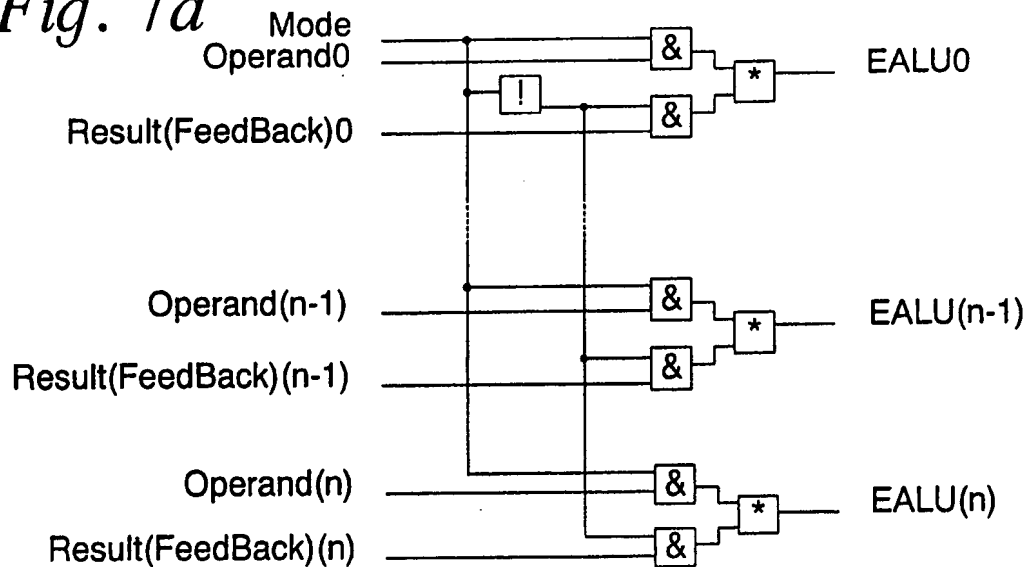 Fig. 7a
Mode
Operand0
&
EALU0
*
!
&
Result(FeedBack)0
Operand(n-1)
&
EALU(n-1)
*
Result(FeedBack)(n-1)
&
Operand(n)
&
EALU(n)
*
Result(FeedBack)(n)
&